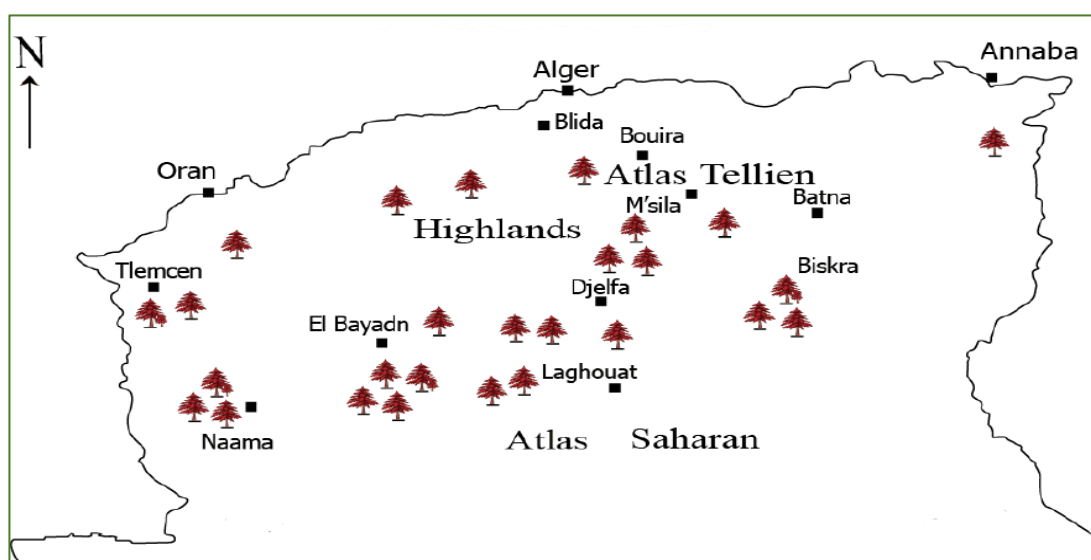 N
Annaba
Alger
Blida
Bouira
Oran
Atlas Tellien
M'sila
Batna
Highlands
Tlemcen
Biskra
Djelfa
El Bayadn
Laghouat
Naama
Atlas Saharan